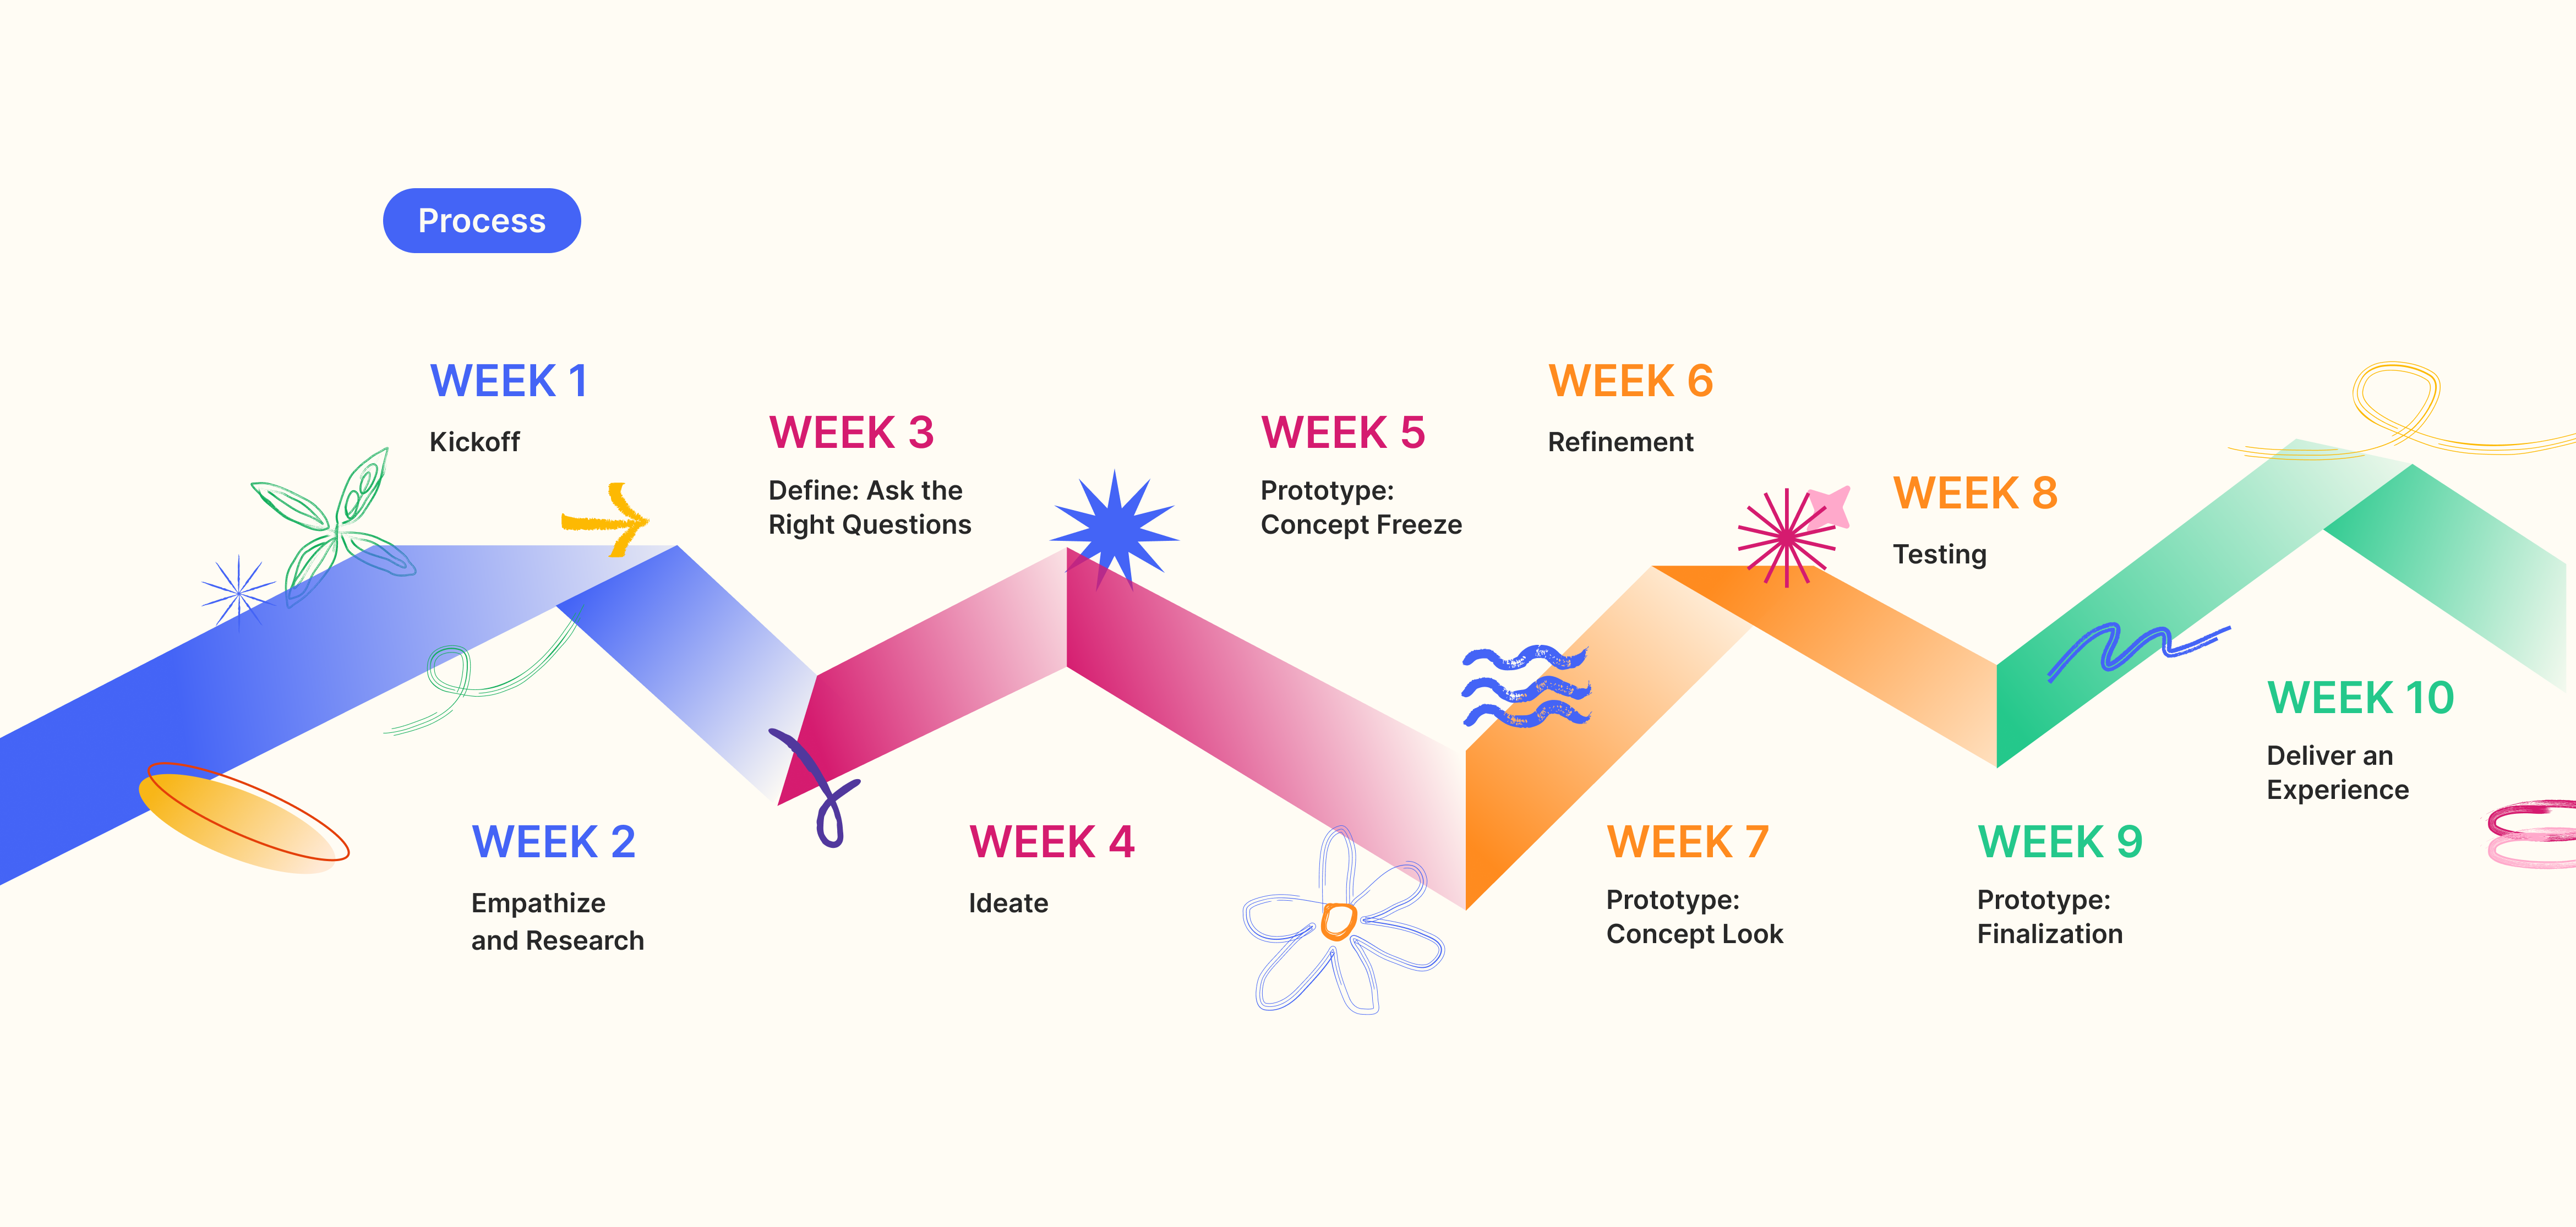 Process
WEEK 1
Kickoff
WEEK 2
Empathize
and Research
WEEK 3
Define: Ask the
Right Questions
WEEK 4
Ideate
WEEK 5
Prototype:
Concept Freeze
WEEK 6
Refinement
WEEK 7
Prototype:
Concept Look
WEEK 8
Testing
WEEK 9
Prototype:
Finalization
WEEK 10
Deliver an
Experience